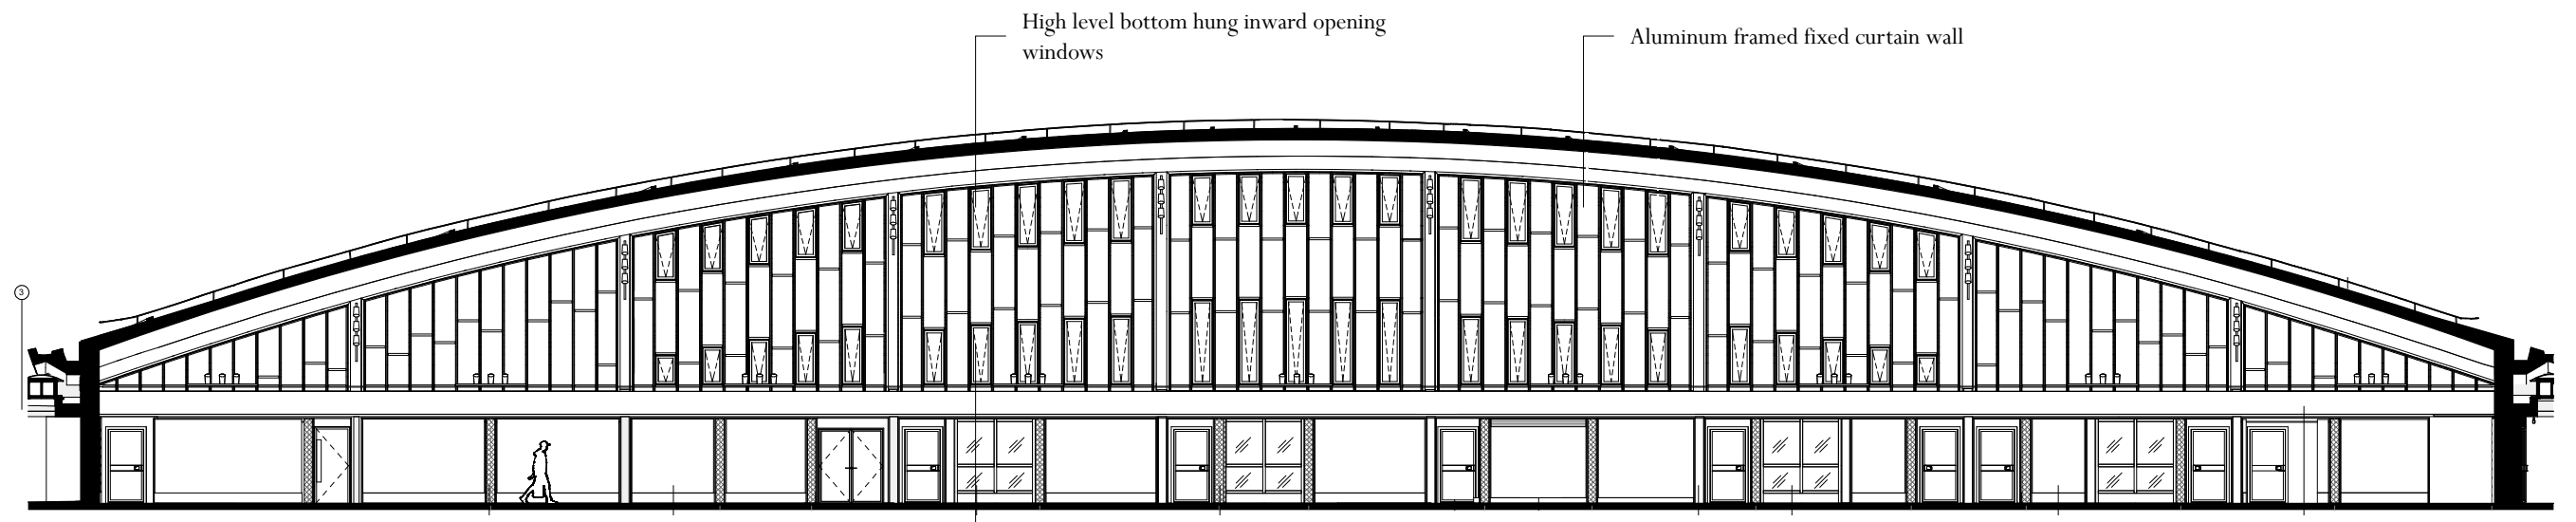 High level bottom hung inward opening
windows
Aluminum framed fixed curtain wall
3